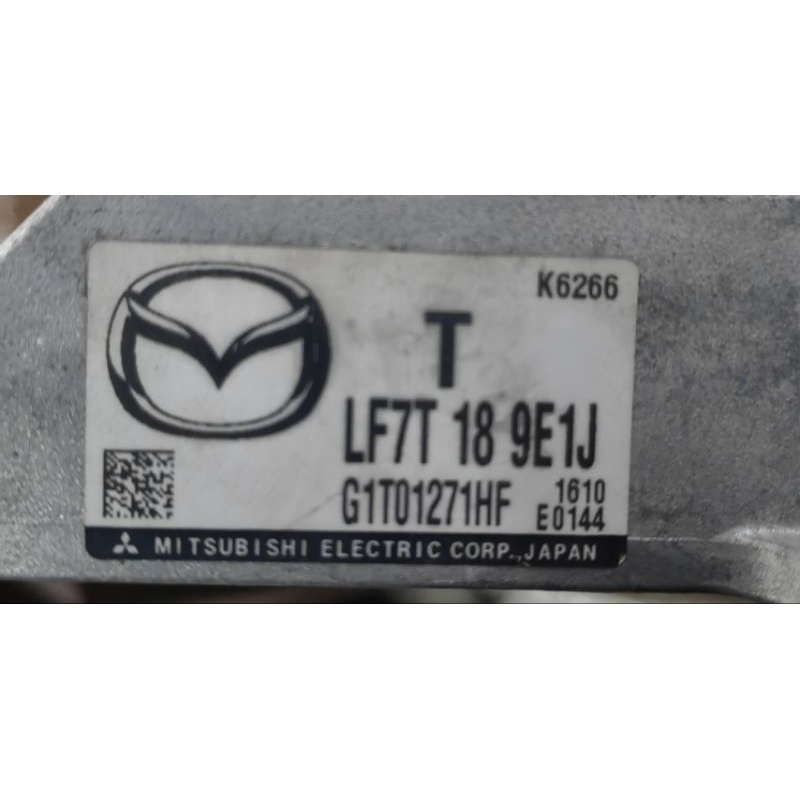 K6266
T
LF7T 18 9E1J
G1T01271HF 1610
E0144
MITSUBISHI ELECTRIC CORP., JAPAN